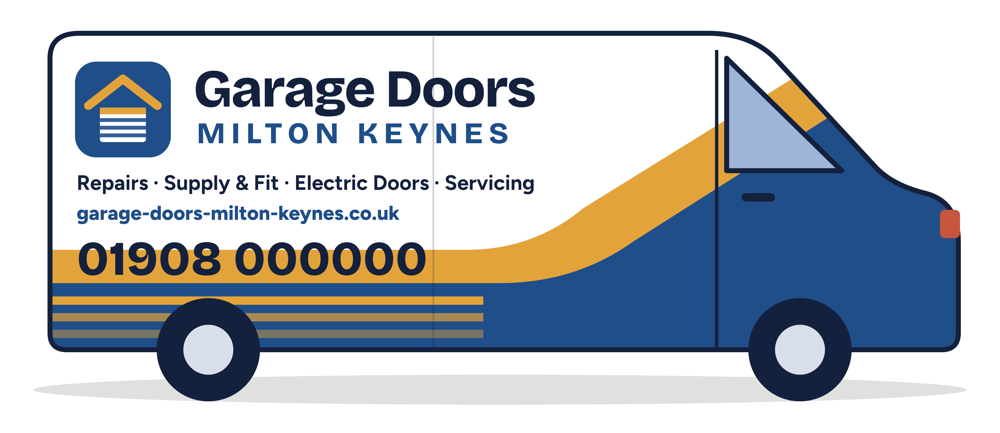 Garage Doors
MILTON KEYNES
Repairs · Supply & Fit · Electric Doors · Servicing
garage-doors-milton-keynes.co.uk
01908 000000